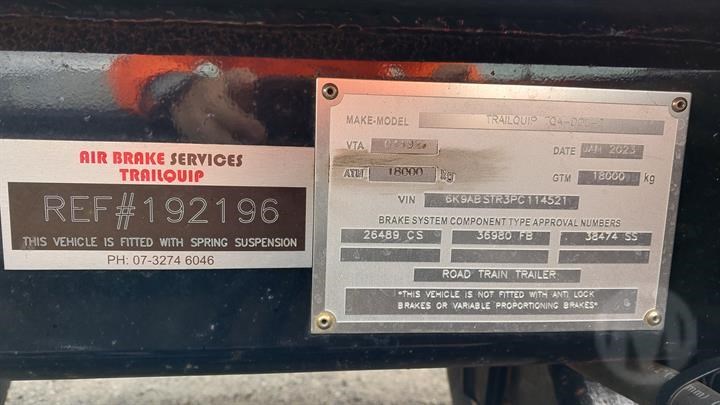 AIR BRAKE SERVICES
TRAILQUIP
REF#192196
THIS VEHICLE IS FITTED WITH SPRING SUSPENSION
PH: 07-3274 6046
MAKE-MODEL TRAILQUIP
VTA DATE JAN 2023
ATM 18000 kg GTM 18000 kg
VIN 6K9ABSTR3PC114521
BRAKE SYSTEM COMPONENT TYPE APPROVAL NUMBERS
26489 CS 36980 FB 38474 SS
ROAD TRAIN TRAILER
*THIS VEHICLE IS NOT FITTED WITH ANTI LOCK
BRAKES OR VARIABLE PROPORTIONING BRAKES*